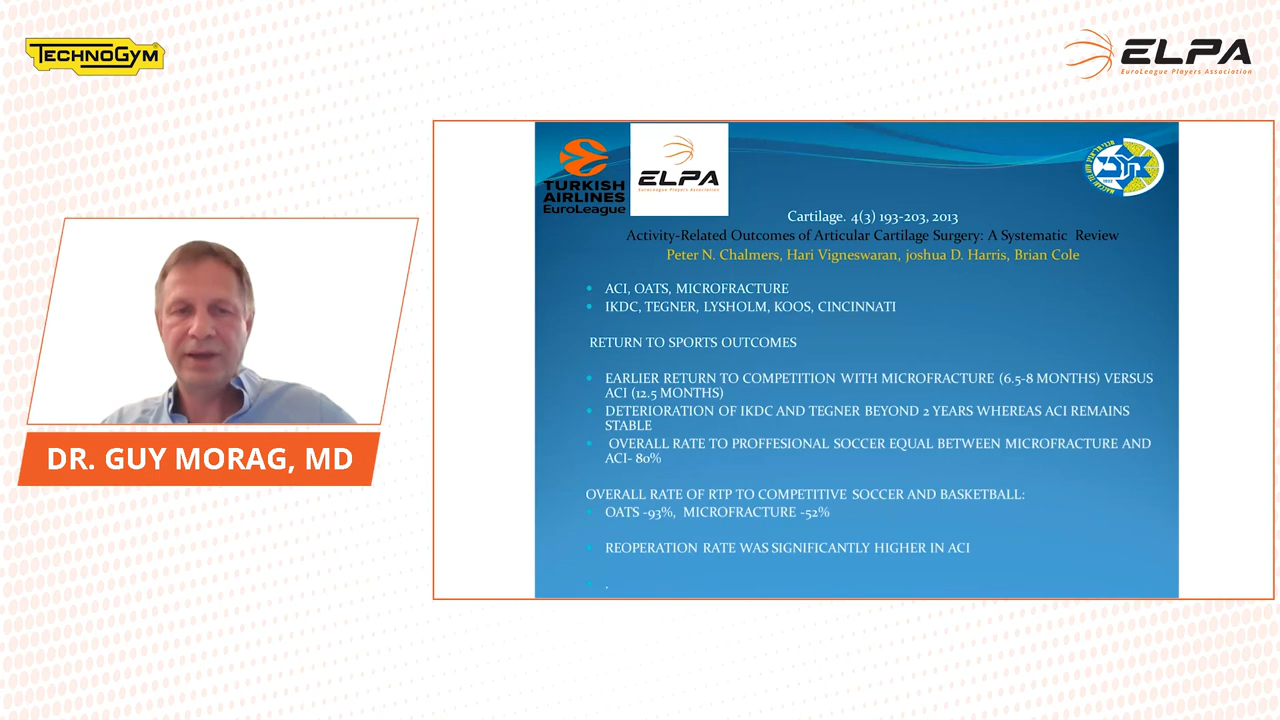 TECHNOGYM
ELPA
EuroLeague Players Association
TURKISH
AIRLINES
EuroLeague
ELPA
EuroLeague Players Association
Cartilage. 4(3) 193-203, 2013
Activity-Related Outcomes of Articular Cartilage Surgery: A Systematic Review
Peter N. Chalmers, Hari Vigneswaran, joshua D. Harris, Brian Cole
• ACI, OATS, MICROFRACTURE
• IKDC, TEGNER, LYSHOLM, KOOS, CINCINNATI
RETURN TO SPORTS OUTCOMES
• EARLIER RETURN TO COMPETITION WITH MICROFRACTURE (6.5-8 MONTHS) VERSUS
ACI (12.5 MONTHS)
• DETERIORATION OF IKDC AND TEGNER BEYOND 2 YEARS WHEREAS ACI REMAINS
STABLE
• OVERALL RATE TO PROFFESIONAL SOCCER EQUAL BETWEEN MICROFRACTURE AND
ACI- 80%
OVERALL RATE OF RTP TO COMPETITIVE SOCCER AND BASKETBALL:
• OATS -93%, MICROFRACTURE -52%
• REOPERATION RATE WAS SIGNIFICANTLY HIGHER IN ACI
• .
DR. GUY MORAG, MD